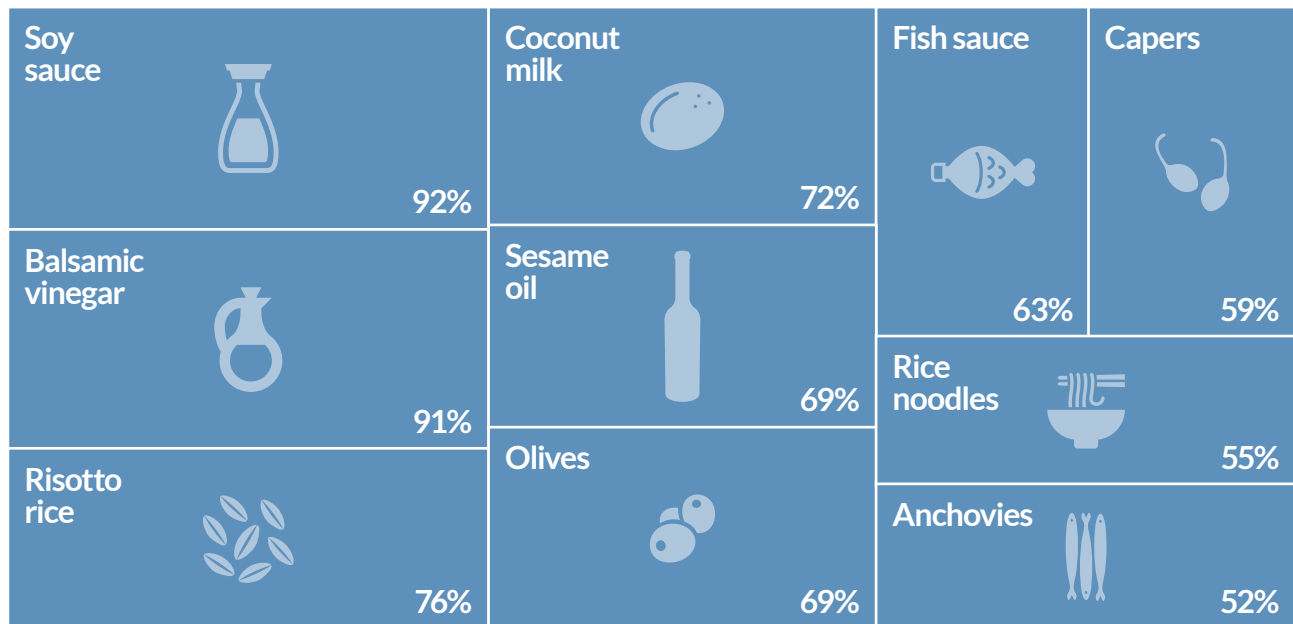 Soy
sauce
92%
Balsamic
vinegar
91%
Risotto
rice
76%
Coconut
milk
72%
Sesame
oil
69%
Olives
69%
Fish sauce
63%
Capers
59%
Rice
noodles
55%
Anchovies
52%